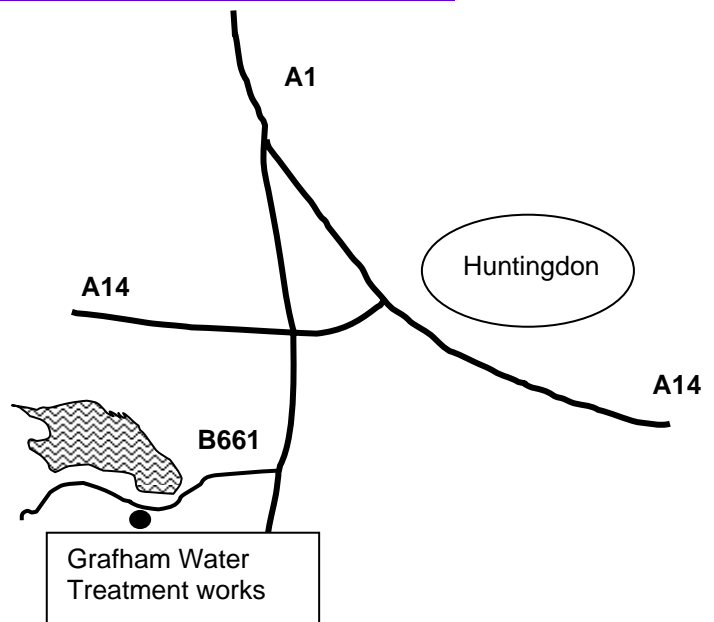 A1
Huntingdon
A14
A14
B661
Grafham Water
Treatment works